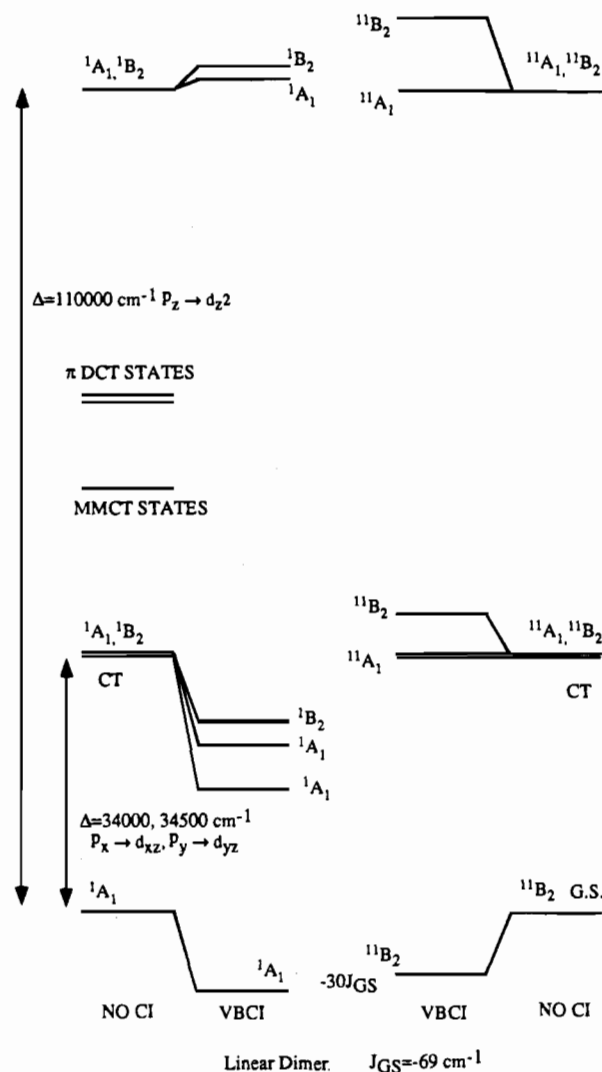 ¹A₁,¹B₂
¹B₂
¹A₁
¹¹B₂
¹¹A₁
¹¹A₁,¹¹B₂
Δ=110000 cm⁻¹ p_z → d_z2
π DCT STATES
MMCT STATES
¹A₁,¹B₂
CT
¹B₂
¹A₁
¹A₁
¹¹B₂
¹¹A₁
¹¹A₁,¹¹B₂
CT
Δ=34000, 34500 cm⁻¹
p_x → d_xz, p_y → d_yz
¹A₁
¹A₁
-30J_GS
¹¹B₂
¹¹B₂ G.S.
NO CI
VBCI
VBCI
NO CI
Linear Dimer J_GS=-69 cm⁻¹